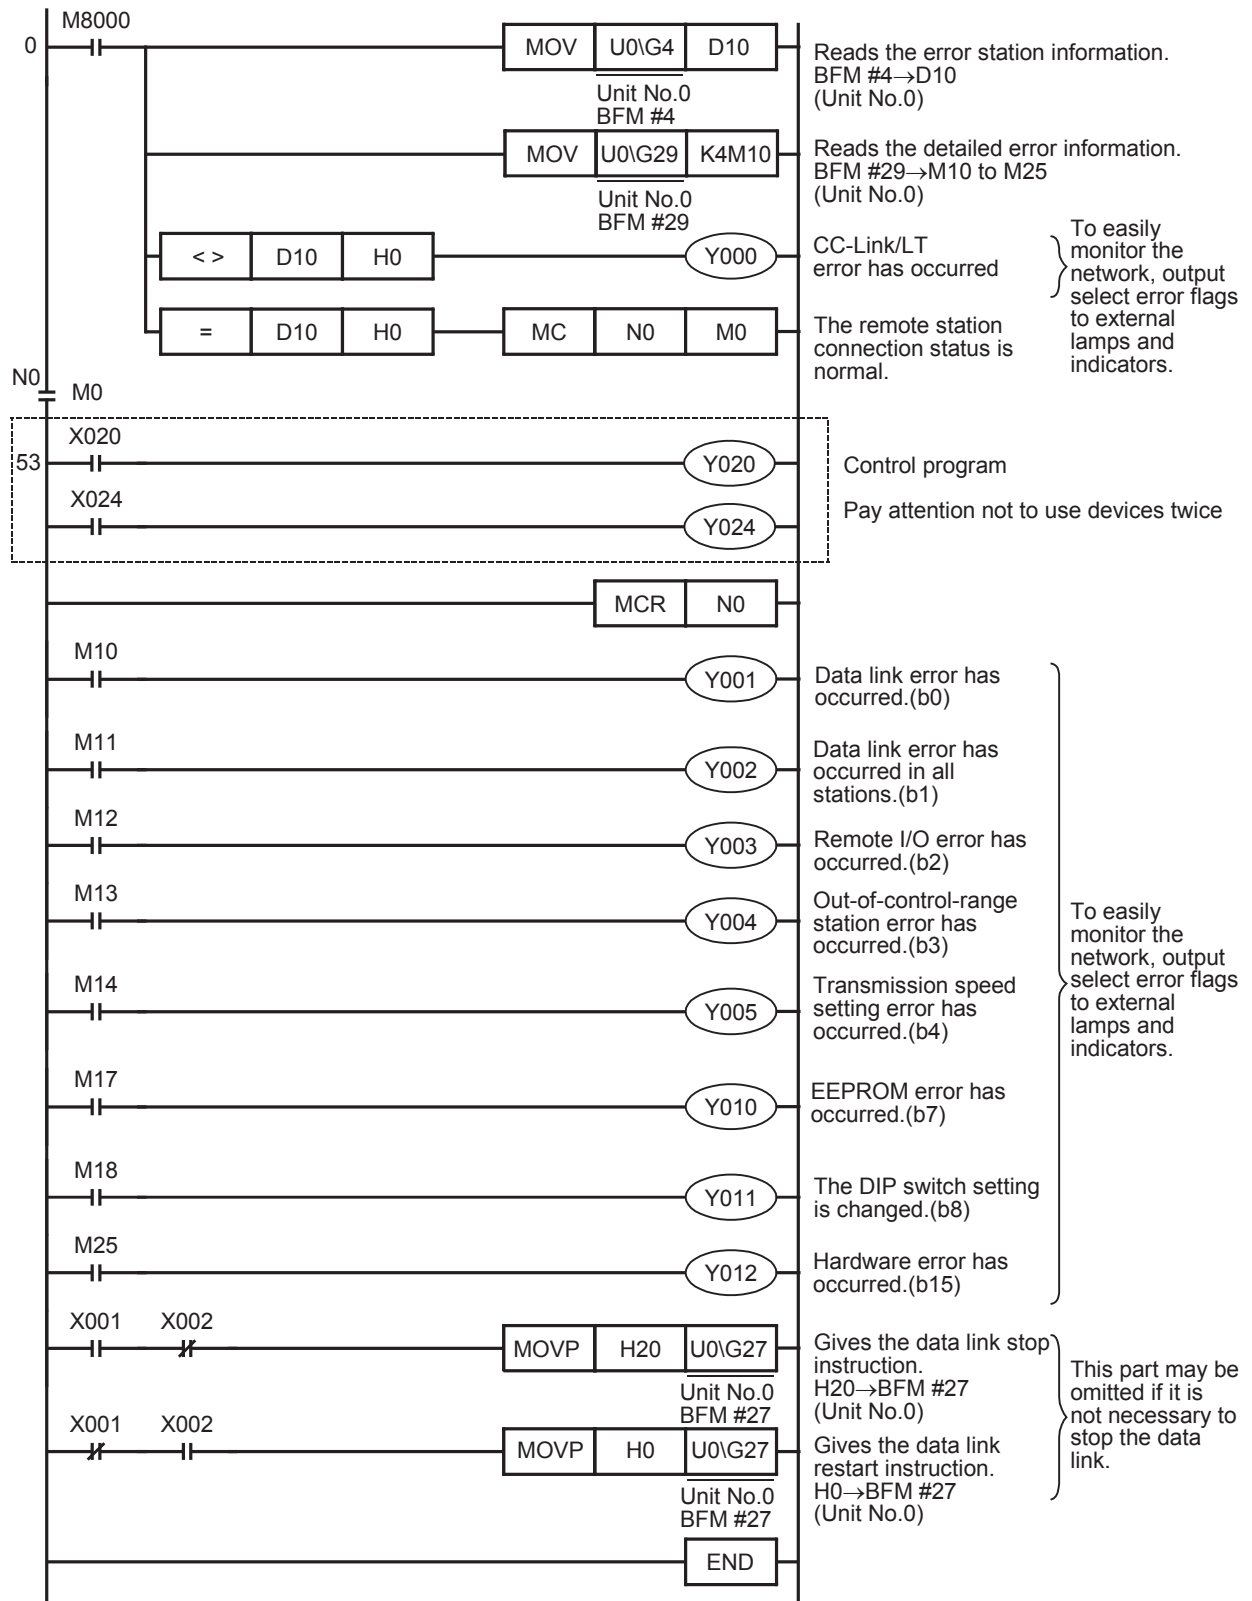 M8000
0
MOV U0\G4 D10
Reads the error station information.
BFM #4→D10
(Unit No.0)
Unit No.0
BFM #4
MOV U0\G29 K4M10
Reads the detailed error information.
BFM #29→M10 to M25
(Unit No.0)
Unit No.0
BFM #29
< > D10 H0 Y000
CC-Link/LT
error has occurred
To easily
monitor the
network, output
select error flags
to external
lamps and
indicators.
= D10 H0 MC N0 M0
The remote station
connection status is
normal.
N0 M0
X020
53 Y020
Control program
X024
Y024
Pay attention not to use devices twice
MCR N0
M10
Y001
Data link error has
occurred.(b0)
M11
Y002
Data link error has
occurred in all
stations.(b1)
M12
Y003
Remote I/O error has
occurred.(b2)
M13
Y004
Out-of-control-range
station error has
occurred.(b3)
To easily
monitor the
network, output
select error flags
to external
lamps and
indicators.
M14
Y005
Transmission speed
setting error has
occurred.(b4)
M17
Y010
EEPROM error has
occurred.(b7)
M18
Y011
The DIP switch setting
is changed.(b8)
M25
Y012
Hardware error has
occurred.(b15)
X001 X002
MOVP H20 U0\G27
Gives the data link stop
instruction.
H20→BFM #27
(Unit No.0)
Unit No.0
BFM #27
This part may be
omitted if it is
not necessary to
stop the data
link.
X001 X002
MOVP H0 U0\G27
Gives the data link
restart instruction.
H0→BFM #27
(Unit No.0)
Unit No.0
BFM #27
END